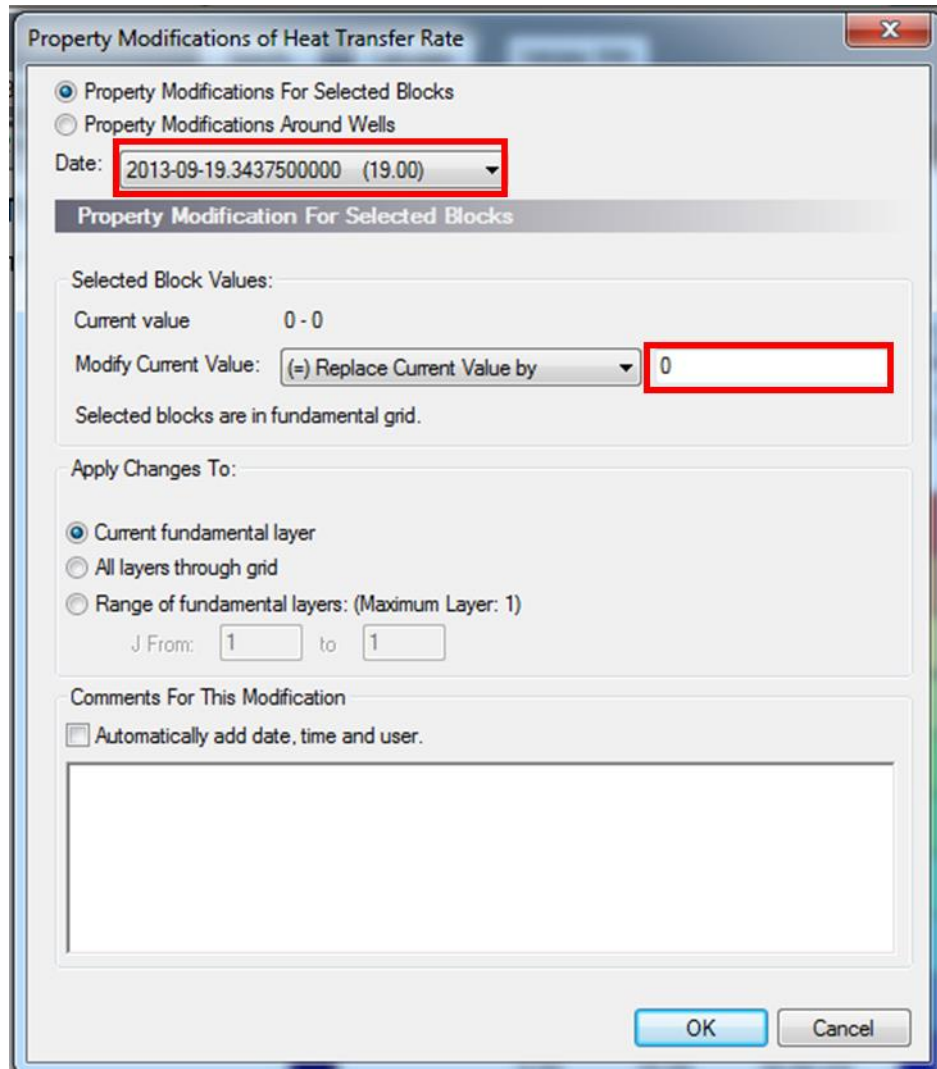 Property Modifications of Heat Transfer Rate
Property Modifications For Selected Blocks
Property Modifications Around Wells
Date: 2013-09-19.3437500000 (19.00)
Property Modification For Selected Blocks
Selected Block Values:
Current value 0 - 0
Modify Current Value: (=) Replace Current Value by 0
Selected blocks are in fundamental grid.
Apply Changes To:
Current fundamental layer
All layers through grid
Range of fundamental layers: (Maximum Layer: 1)
J From: 1 to 1
Comments For This Modification
Automatically add date, time and user.
OK Cancel